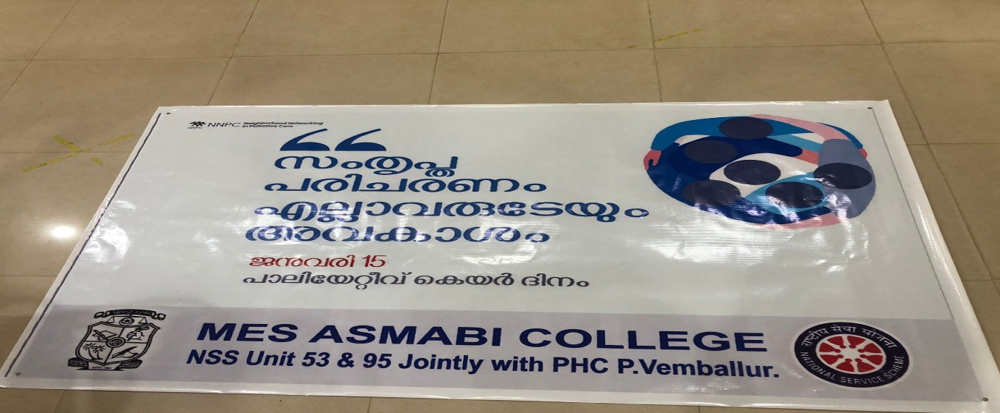 NNPC Neighborhood Networking
in Palliative Care
NNPC
“
സംതൃപ്ത
പരിചരണം
എല്ലാവരുടേയും
അവകാശം
ജനുവരി 15
പാലിയേറ്റീവ് കെയർ ദിനം
MES ASMABI COLLEGE
NSS Unit 53 & 95 Jointly with PHC P.Vemballur.
राष्ट्रीय सेवा योजना
NATIONAL SERVICE SCHEME